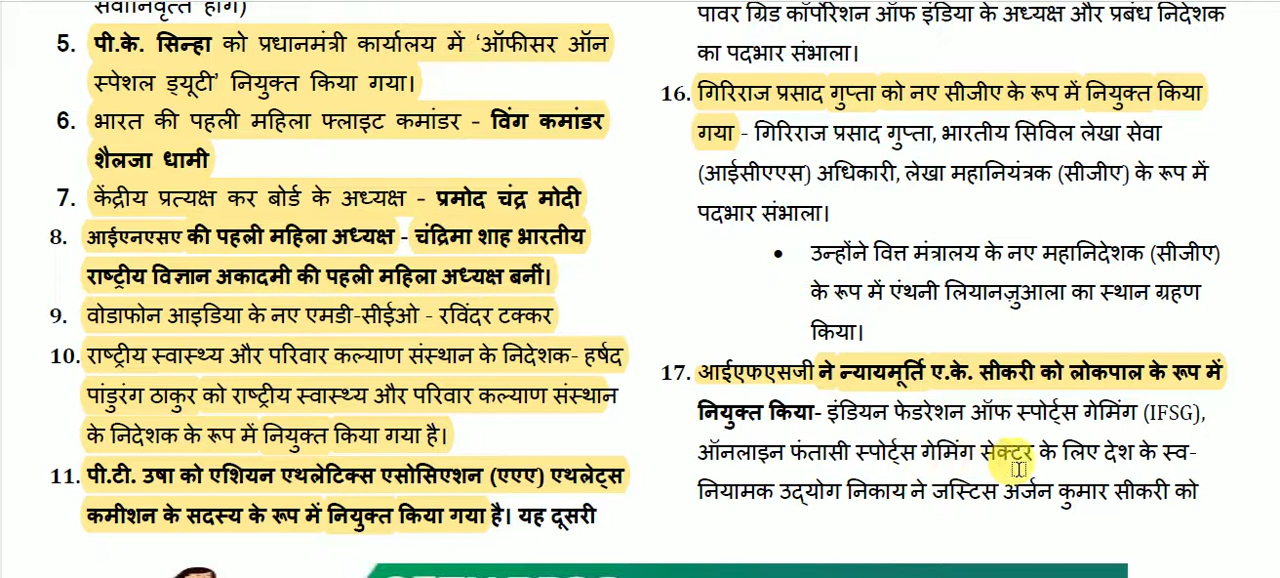 सेवानिवृत्त होंगे)
5. पी.के. सिन्हा को प्रधानमंत्री कार्यालय में ‘ऑफीसर ऑन
स्पेशल ड्यूटी’ नियुक्त किया गया।
6. भारत की पहली महिला फ्लाइट कमांडर - विंग कमांडर
शैलजा धामी
7. केंद्रीय प्रत्यक्ष कर बोर्ड के अध्यक्ष - प्रमोद चंद्र मोदी
8. आईएनएसए की पहली महिला अध्यक्ष - चंद्रिमा शाह भारतीय
राष्ट्रीय विज्ञान अकादमी की पहली महिला अध्यक्ष बनीं।
9. वोडाफोन आइडिया के नए एमडी-सीईओ - रविंदर टक्कर
10. राष्ट्रीय स्वास्थ्य और परिवार कल्याण संस्थान के निदेशक- हर्षद
पांडुरंग ठाकुर को राष्ट्रीय स्वास्थ्य और परिवार कल्याण संस्थान
के निदेशक के रूप में नियुक्त किया गया है।
11. पी.टी. उषा को एशियन एथलेटिक्स एसोसिएशन (एएए) एथलेट्स
कमीशन के सदस्य के रूप में नियुक्त किया गया है। यह दूसरी
पावर ग्रिड कॉर्पोरेशन ऑफ इंडिया के अध्यक्ष और प्रबंध निदेशक
का पदभार संभाला।
16. गिरिराज प्रसाद गुप्ता को नए सीजीए के रूप में नियुक्त किया
गया - गिरिराज प्रसाद गुप्ता, भारतीय सिविल लेखा सेवा
(आईसीएएस) अधिकारी, लेखा महानियंत्रक (सीजीए) के रूप में
पदभार संभाला।
• उन्होंने वित्त मंत्रालय के नए महानिदेशक (सीजीए)
के रूप में एंथनी लियानज़ुआला का स्थान ग्रहण
किया।
17. आईएफएसजी ने न्यायमूर्ति ए.के. सीकरी को लोकपाल के रूप में
नियुक्त किया- इंडियन फेडरेशन ऑफ स्पोर्ट्स गेमिंग (IFSG),
ऑनलाइन फंतासी स्पोर्ट्स गेमिंग सेक्टर के लिए देश के स्व-
नियामक उद्योग निकाय ने जस्टिस अर्जन कुमार सीकरी को